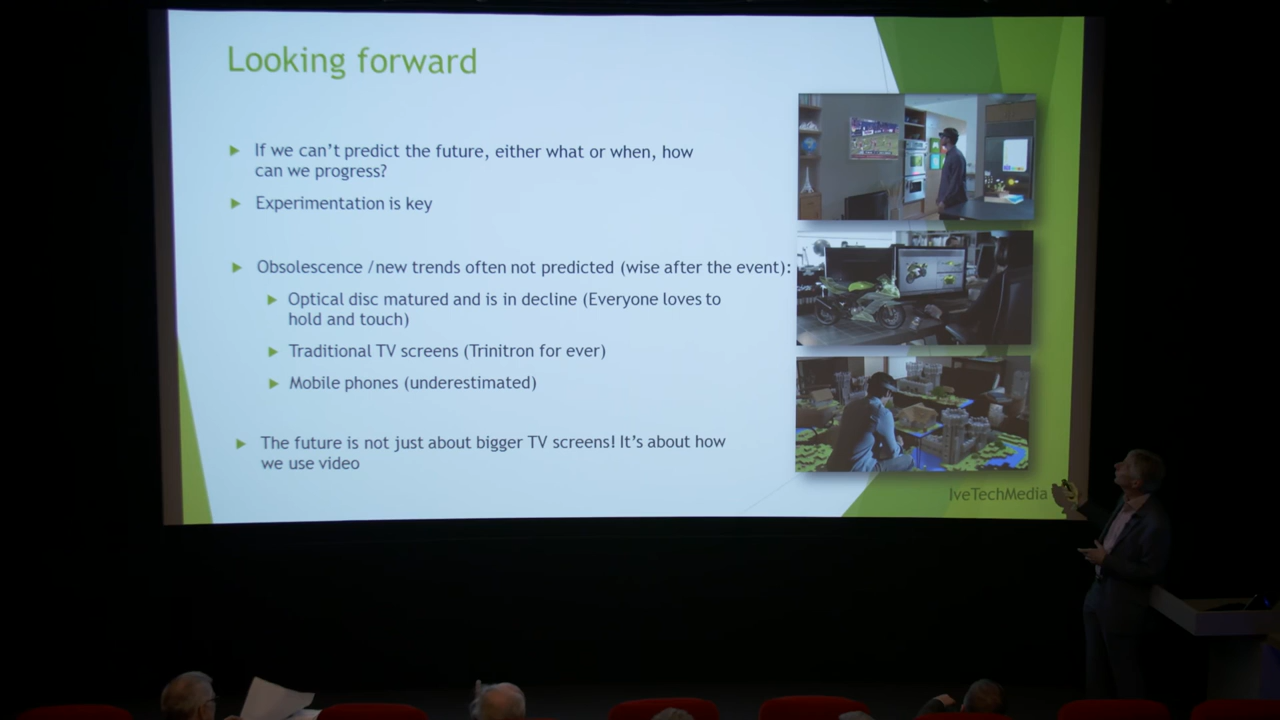 Looking forward
If we can't predict the future, either what or when, how
can we progress?
Experimentation is key
Obsolescence /new trends often not predicted (wise after the event):
Optical disc matured and is in decline (Everyone loves to
hold and touch)
Traditional TV screens (Trinitron for ever)
Mobile phones (underestimated)
The future is not just about bigger TV screens! It's about how
we use video
IveTechMedia